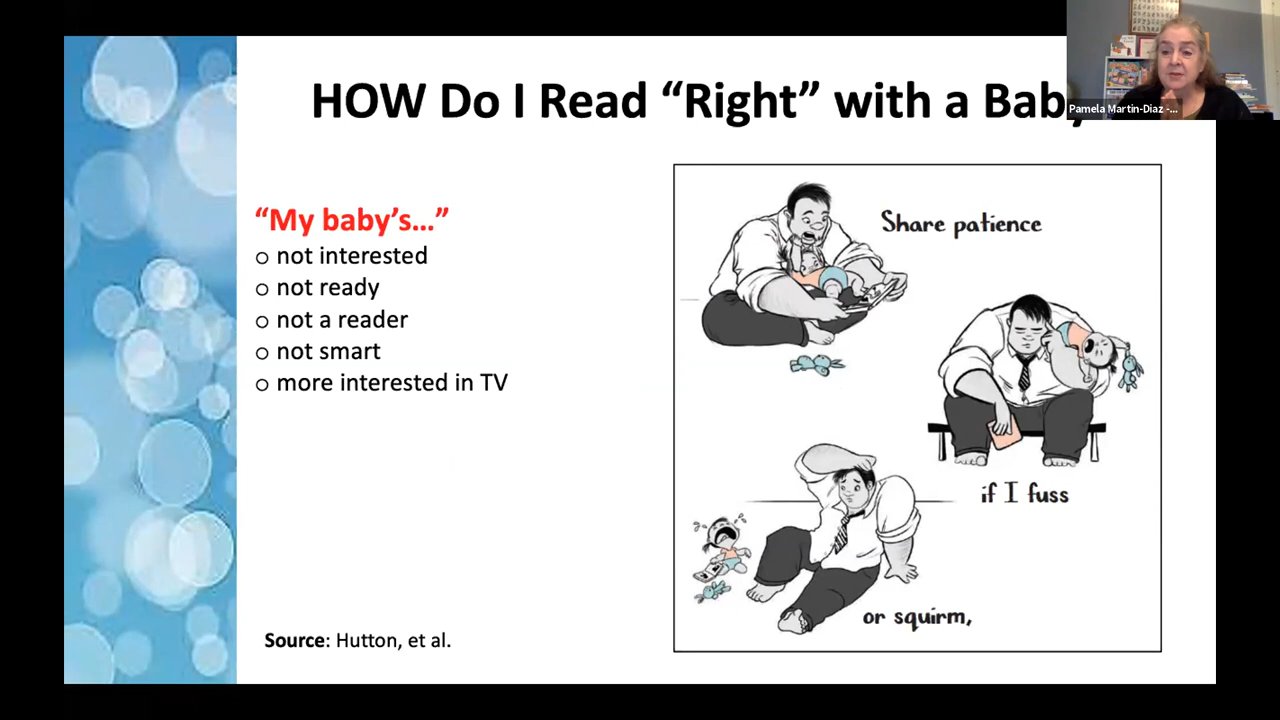 HOW Do I Read “Right” with a Baby
Pamela Martin-Diaz -...
“My baby’s…”
o not interested
o not ready
o not a reader
o not smart
o more interested in TV
Share patience
if I fuss
or squirm,
Source: Hutton, et al.